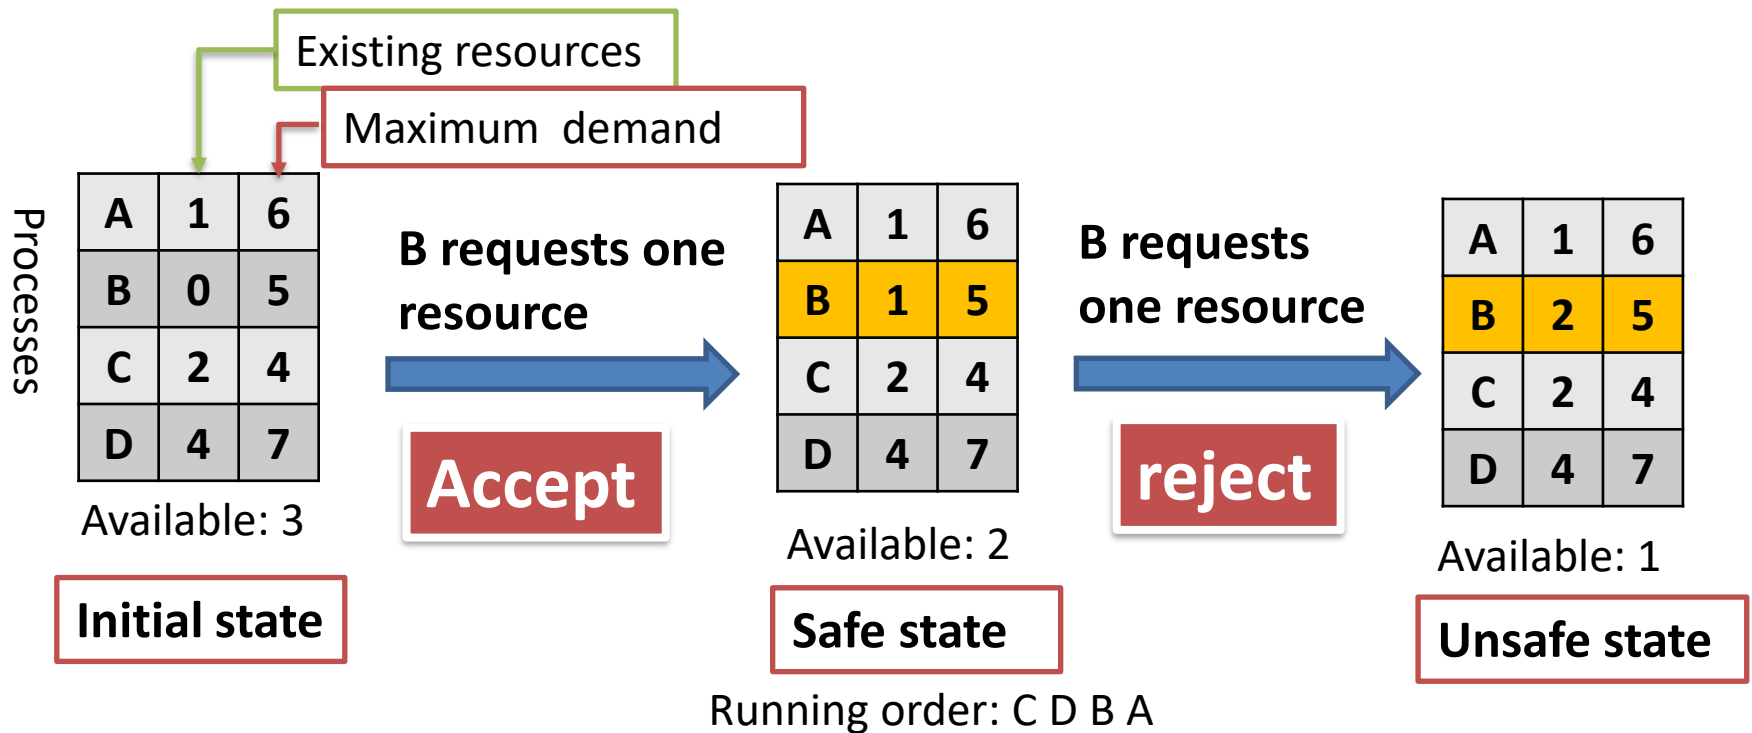 Existing resources
Maximum demand
Processes
A 1 6
B 0 5
C 2 4
D 4 7
Available: 3
Initial state
B requests one
resource
Accept
A 1 6
B 1 5
C 2 4
D 4 7
Available: 2
Safe state
Running order: C D B A
B requests
one resource
reject
A 1 6
B 2 5
C 2 4
D 4 7
Available: 1
Unsafe state